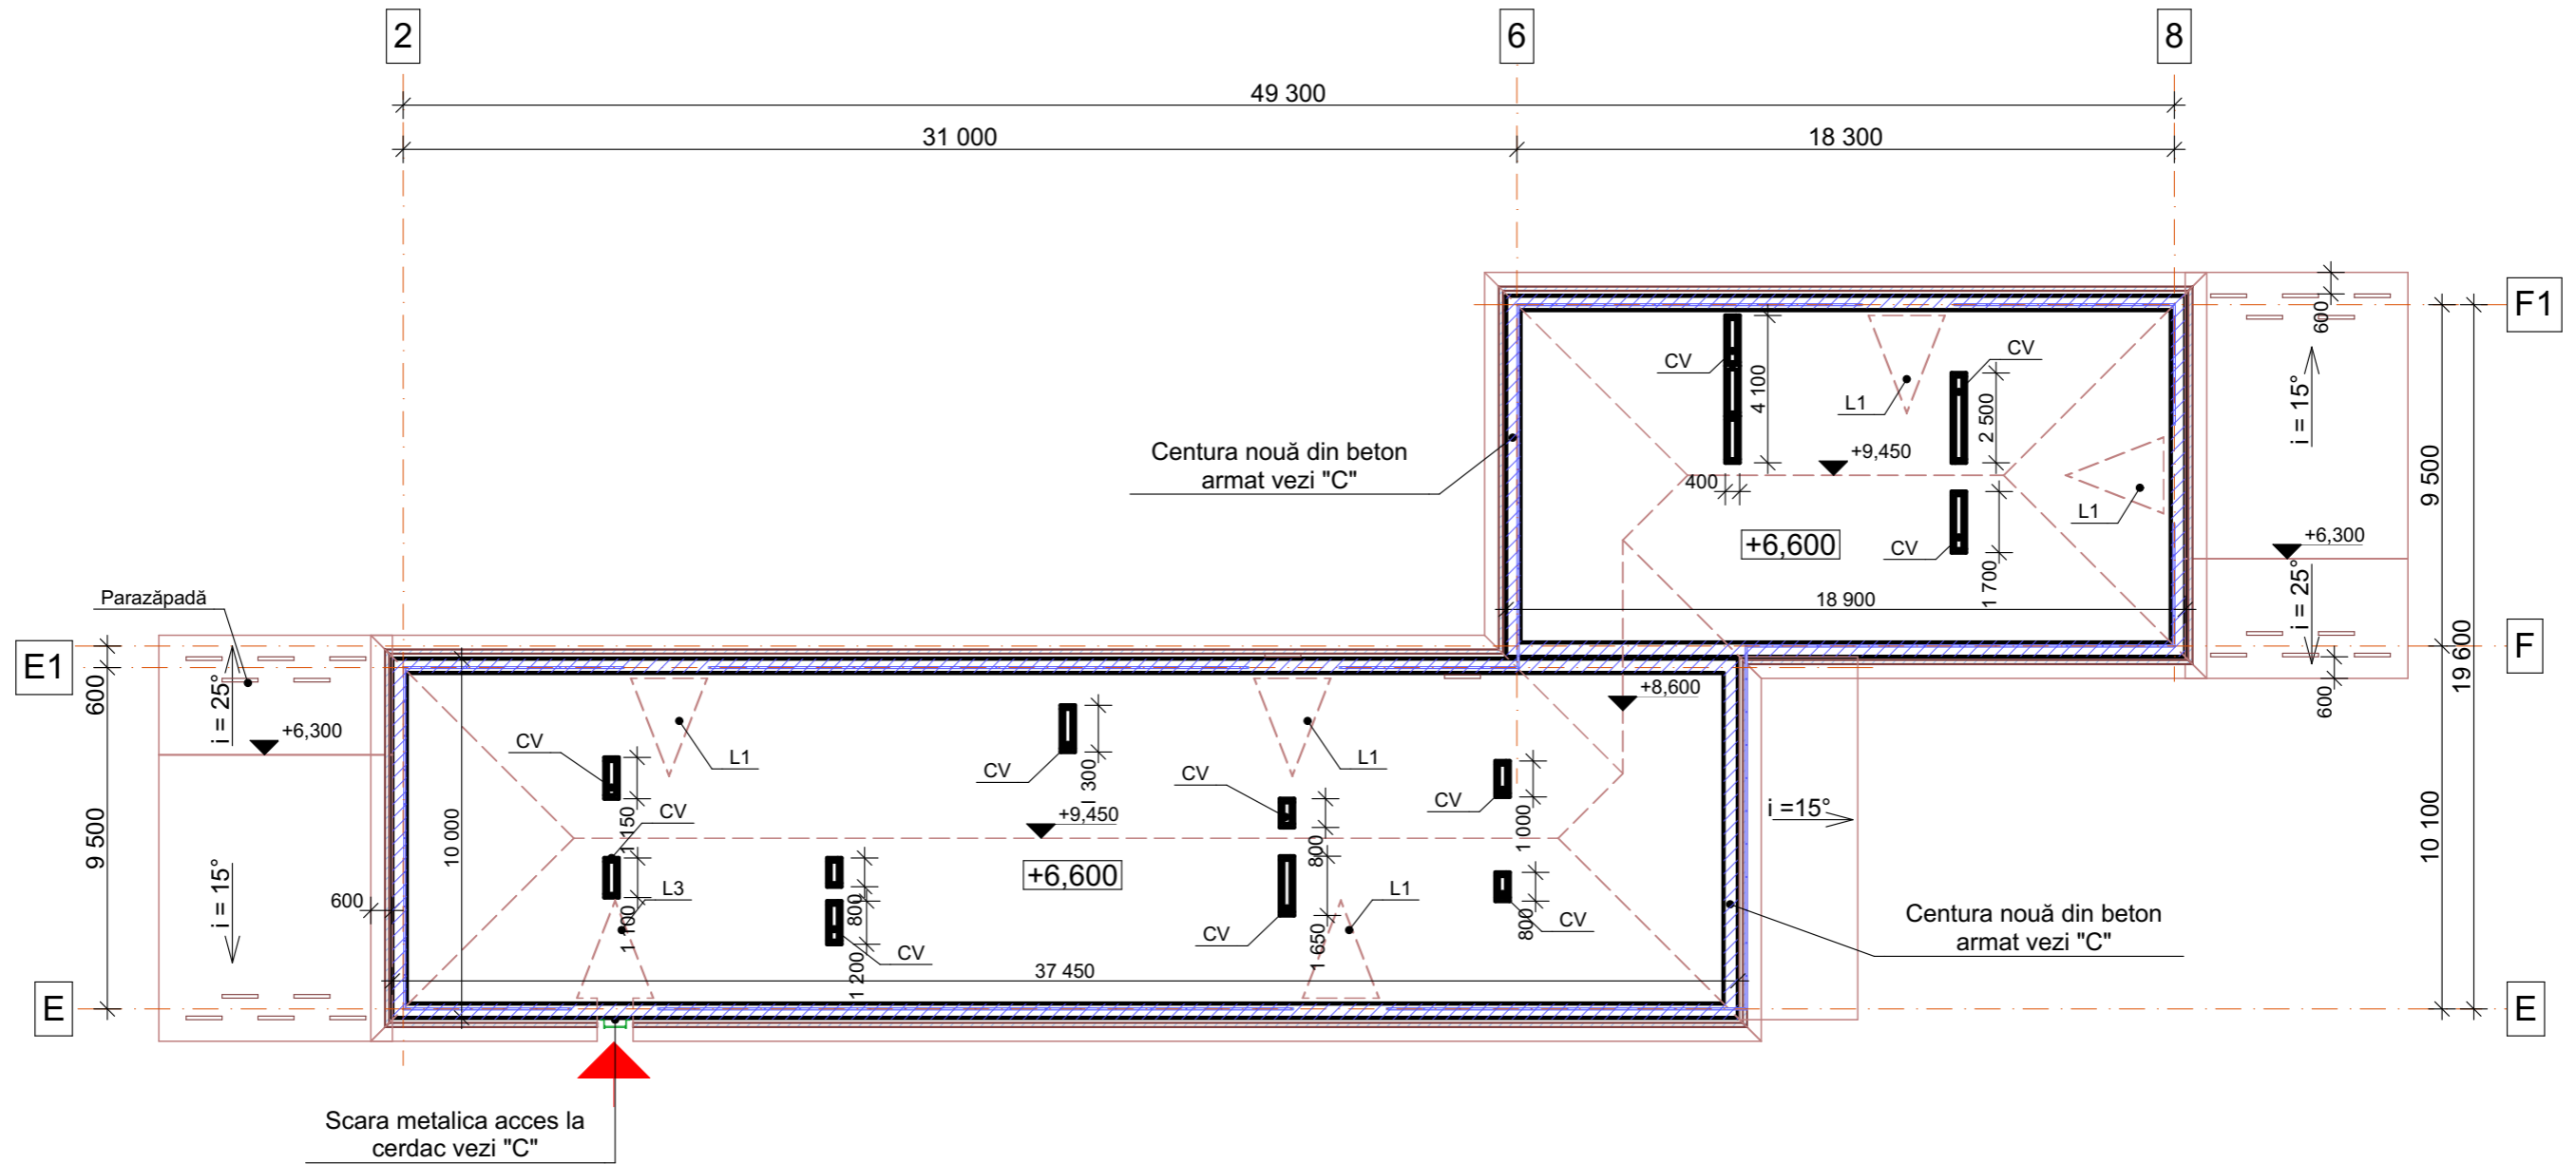 2
6
8
49 300
31 000
18 300
F1
600
CV
CV
4 100
L1
2 500
i = 15°
Centura nouă din beton
armat vezi "C"
+9,450
400
L1
9 500
+6,600
CV
+6,300
1 700
i = 25°
18 900
Parazăpadă
E1
F
600
19 600
600
i = 25°
+6,300
+8,600
CV
L1
CV
1 300
L1
CV
CV
1 150
CV
+9,450
800
1 000
i =15°
9 500
10 000
10 100
i = 15°
+6,600
L3
L1
600
1 100
800
CV
CV
1 650
800
CV
Centura nouă din beton
armat vezi "C"
1 200
37 450
E
E
Scara metalica acces la
cerdac vezi "C"